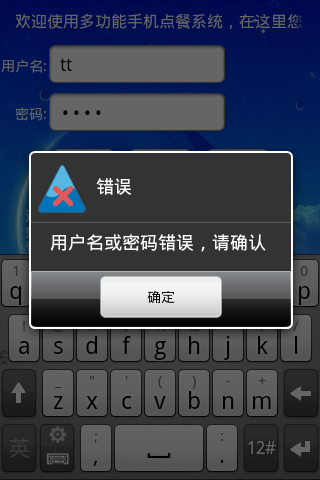 欢迎使用多功能手机点餐系统，在这里您
用户名: tt
密码: ••••
错误
用户名或密码错误，请确认
确定
1 0
q p
! /
a s d f g h j k l
_ " ' ( ) - +
z x c v b n m
英 ; , : . 12#